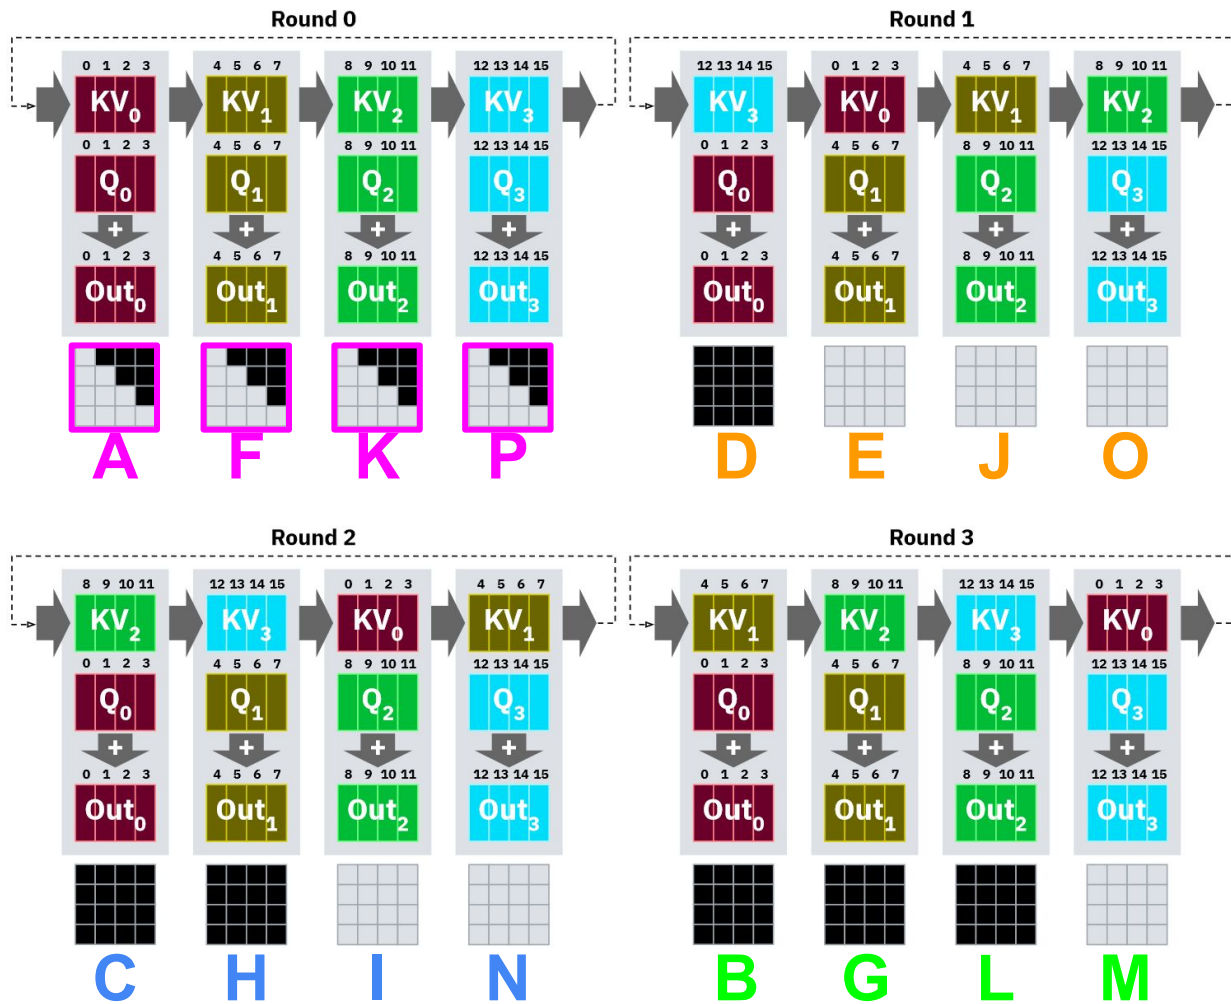 Round 0 Round 1
0 1 2 3 4 5 6 7 8 9 10 11 12 13 14 15 12 13 14 15 0 1 2 3 4 5 6 7 8 9 10 11
KV0 KV1 KV2 KV3 KV3 KV0 KV1 KV2
0 1 2 3 4 5 6 7 8 9 10 11 12 13 14 15 0 1 2 3 4 5 6 7 8 9 10 11 12 13 14 15
Q0 Q1 Q2 Q3 Q0 Q1 Q2 Q3
+ + + + + + + +
0 1 2 3 4 5 6 7 8 9 10 11 12 13 14 15 0 1 2 3 4 5 6 7 8 9 10 11 12 13 14 15
Out0 Out1 Out2 Out3 Out0 Out1 Out2 Out3
A F K P D E J O
Round 2 Round 3
8 9 10 11 12 13 14 15 0 1 2 3 4 5 6 7 4 5 6 7 8 9 10 11 12 13 14 15 0 1 2 3
KV2 KV3 KV0 KV1 KV1 KV2 KV3 KV0
0 1 2 3 4 5 6 7 8 9 10 11 12 13 14 15 0 1 2 3 4 5 6 7 8 9 10 11 12 13 14 15
Q0 Q1 Q2 Q3 Q0 Q1 Q2 Q3
+ + + + + + + +
0 1 2 3 4 5 6 7 8 9 10 11 12 13 14 15 0 1 2 3 4 5 6 7 8 9 10 11 12 13 14 15
Out0 Out1 Out2 Out3 Out0 Out1 Out2 Out3
C H I N B G L M